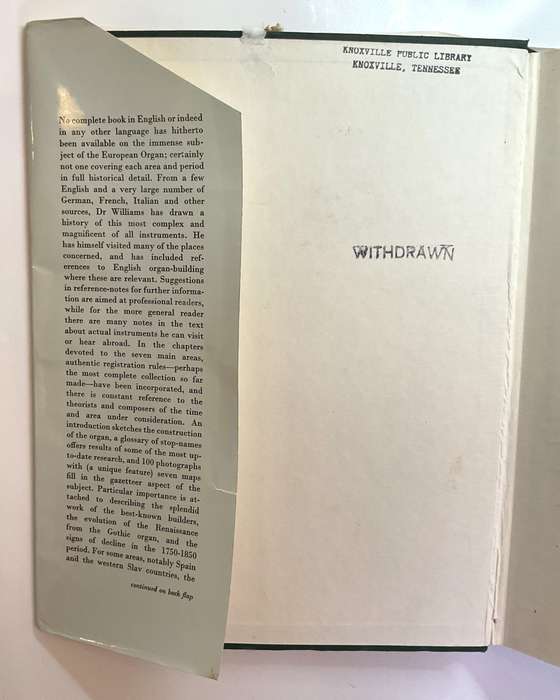 No complete book in English or indeed
in any other language has hitherto
been available on the immense sub-
ject of the European Organ; certainly
not one covering each area and period
in full historical detail. From a few
English and a very large number of
German, French, Italian and other
sources, Dr Williams has drawn a
history of this most complex and
magnificent of all instruments. He
has himself visited many of the places
concerned, and has included ref-
erences to English organ-building
where these are relevant. Suggestions
in reference-notes for further informa-
tion are aimed at professional readers,
while for the more general reader
there are many notes in the text
about actual instruments he can visit
or hear abroad. In the chapters
devoted to the seven main areas,
authentic registration rules—perhaps
the most complete collection so far
made—have been incorporated, and
there is constant reference to the
theorists and composers of the time
and area under consideration. An
introduction sketches the construction
of the organ, a glossary of stop-names
offers results of some of the most up-
to-date research, and 100 photographs
with (a unique feature) seven maps
fill in the gazetteer aspect of the
subject. Particular importance is at-
tached to describing the splendid
work of the best-known builders,
the evolution of the Renaissance
from the Gothic organ, and the
signs of decline in the 1750-1850
period. For some areas, notably Spain
and the western Slav countries, the
continued on back flap
KNOXVILLE PUBLIC LIBRARY
KNOXVILLE, TENNESSEE
WITHDRAWN